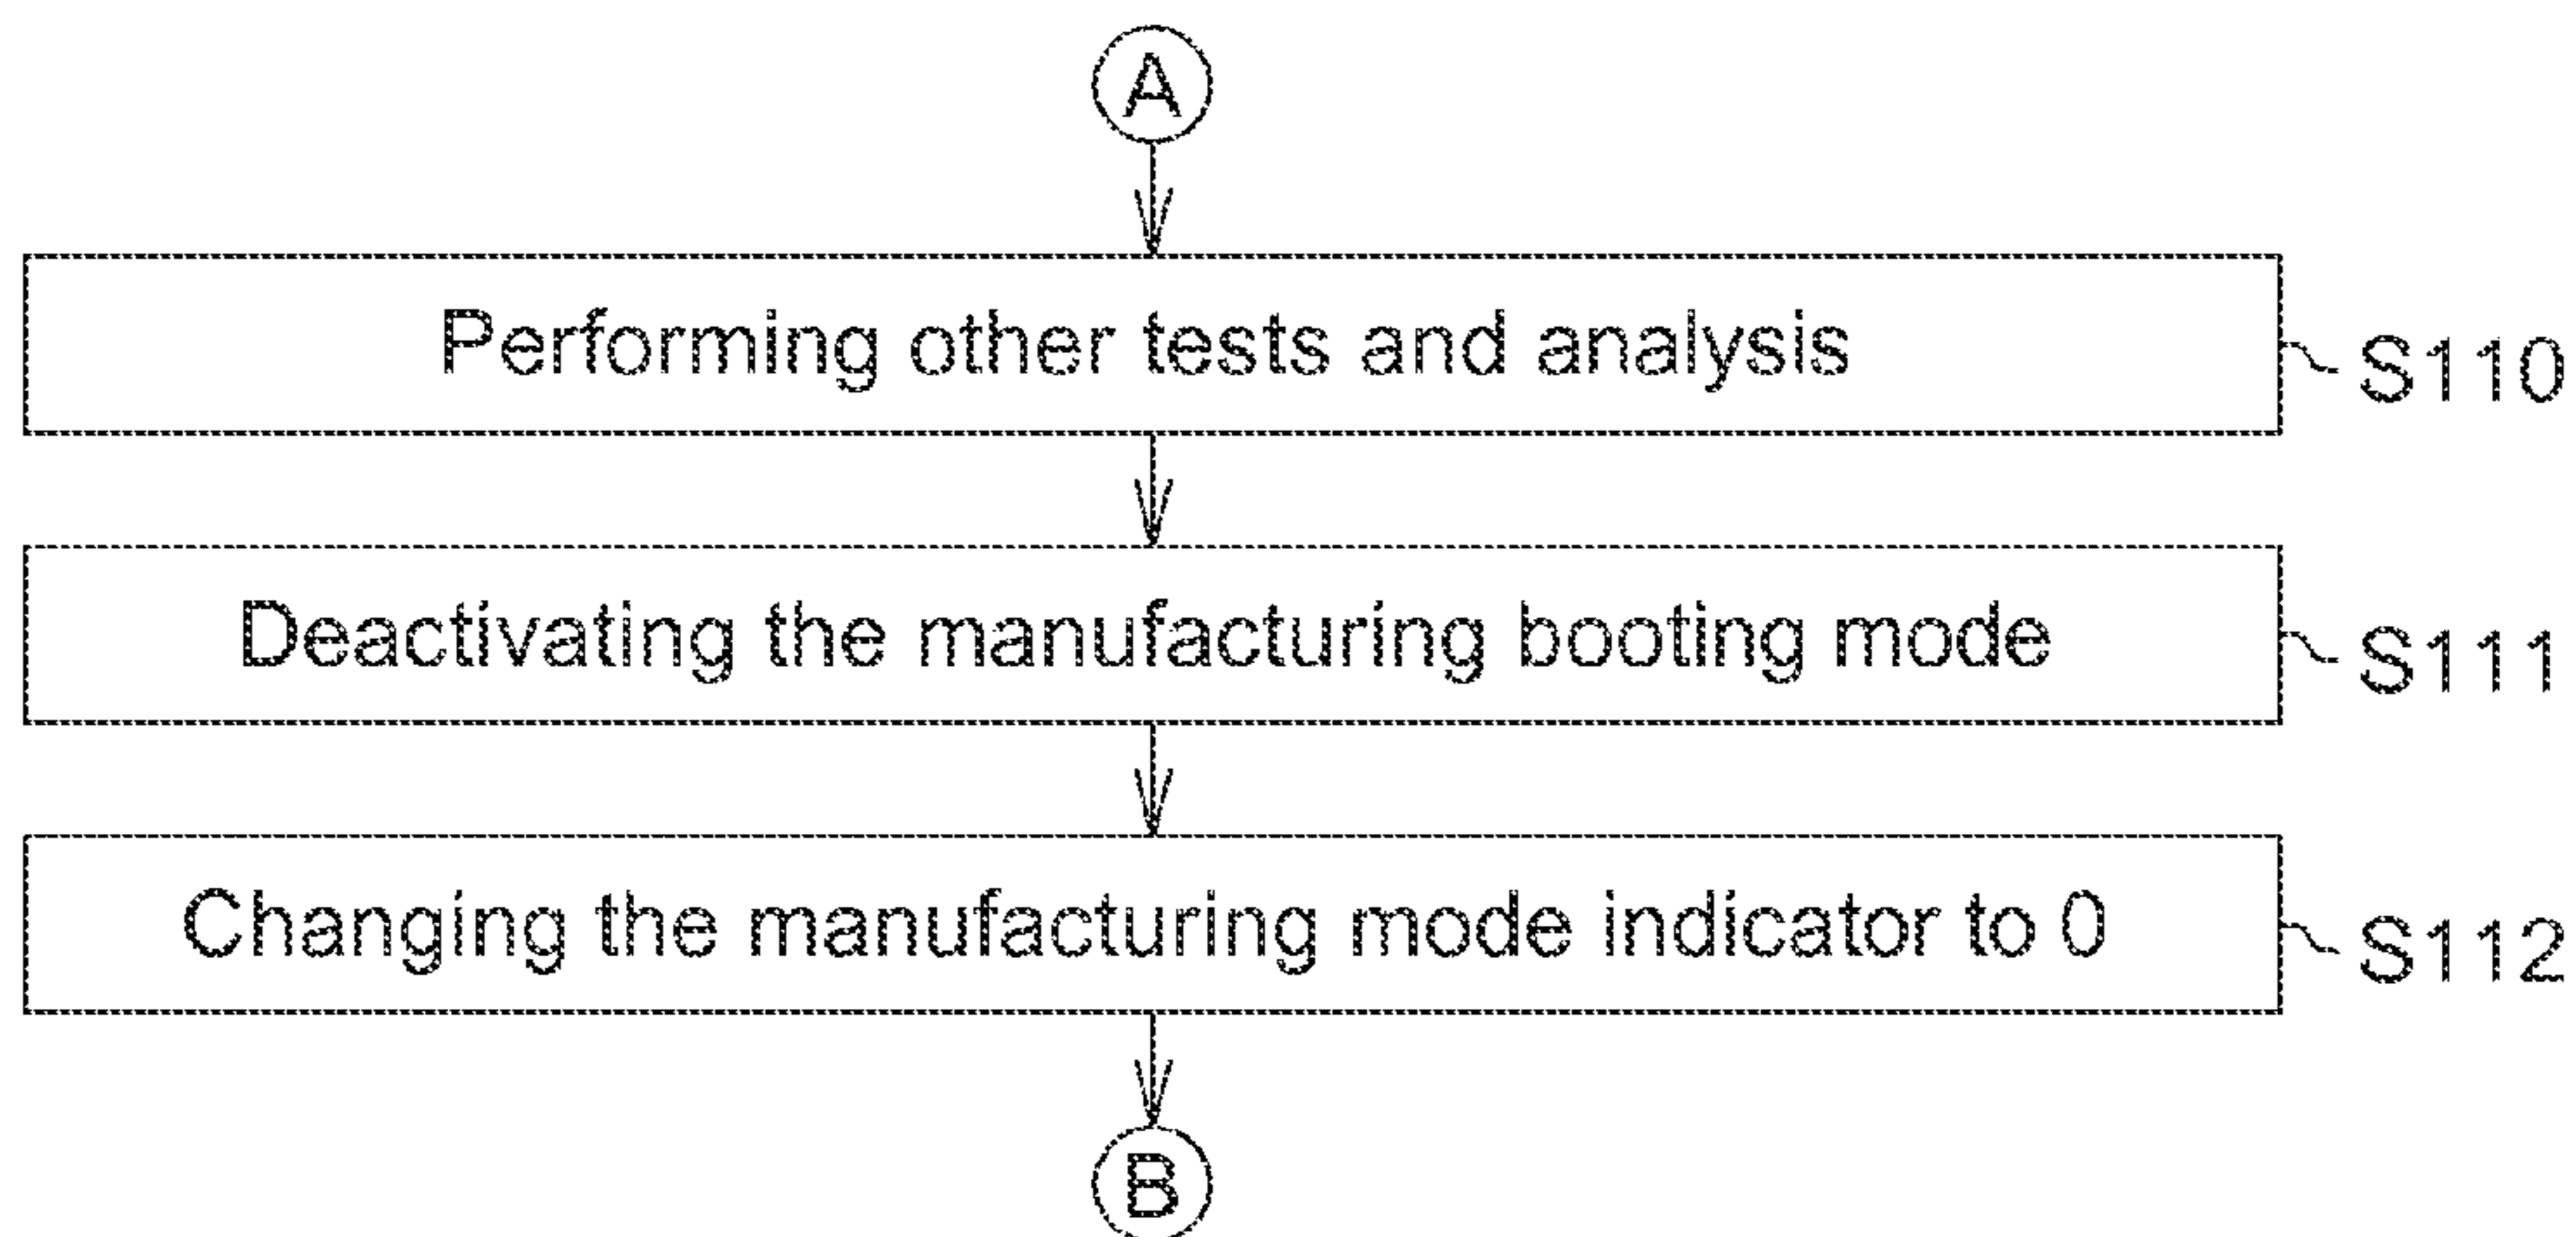 A
Performing other tests and analysis
S110
Deactivating the manufacturing booting mode
S111
Changing the manufacturing mode indicator to 0
S112
B